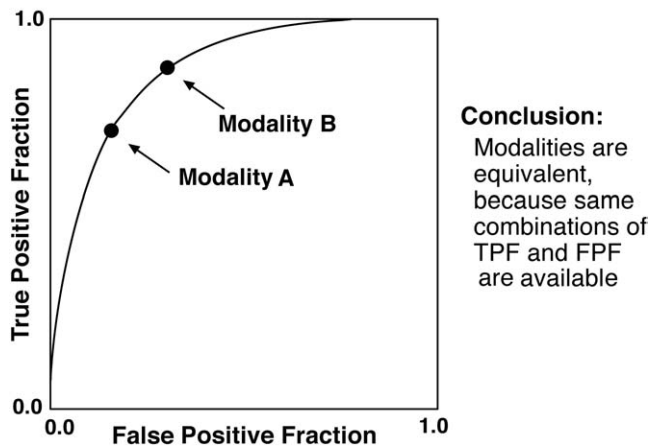 1.0
True Positive Fraction
Modality B
Modality A
0.0
0.0
1.0
False Positive Fraction
Conclusion:
Modalities are
equivalent,
because same
combinations of
TPF and FPF
are available